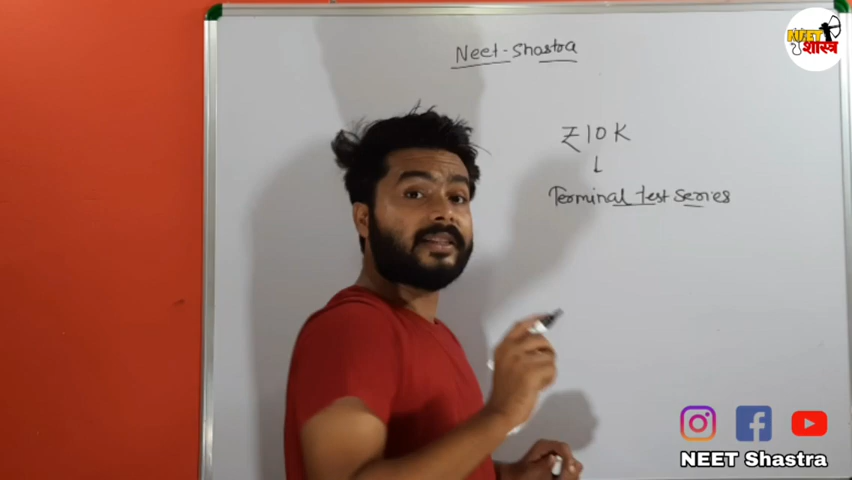 Neet-Shastra
NEET
शास्त्र
₹10K
Terminal test series
NEET Shastra